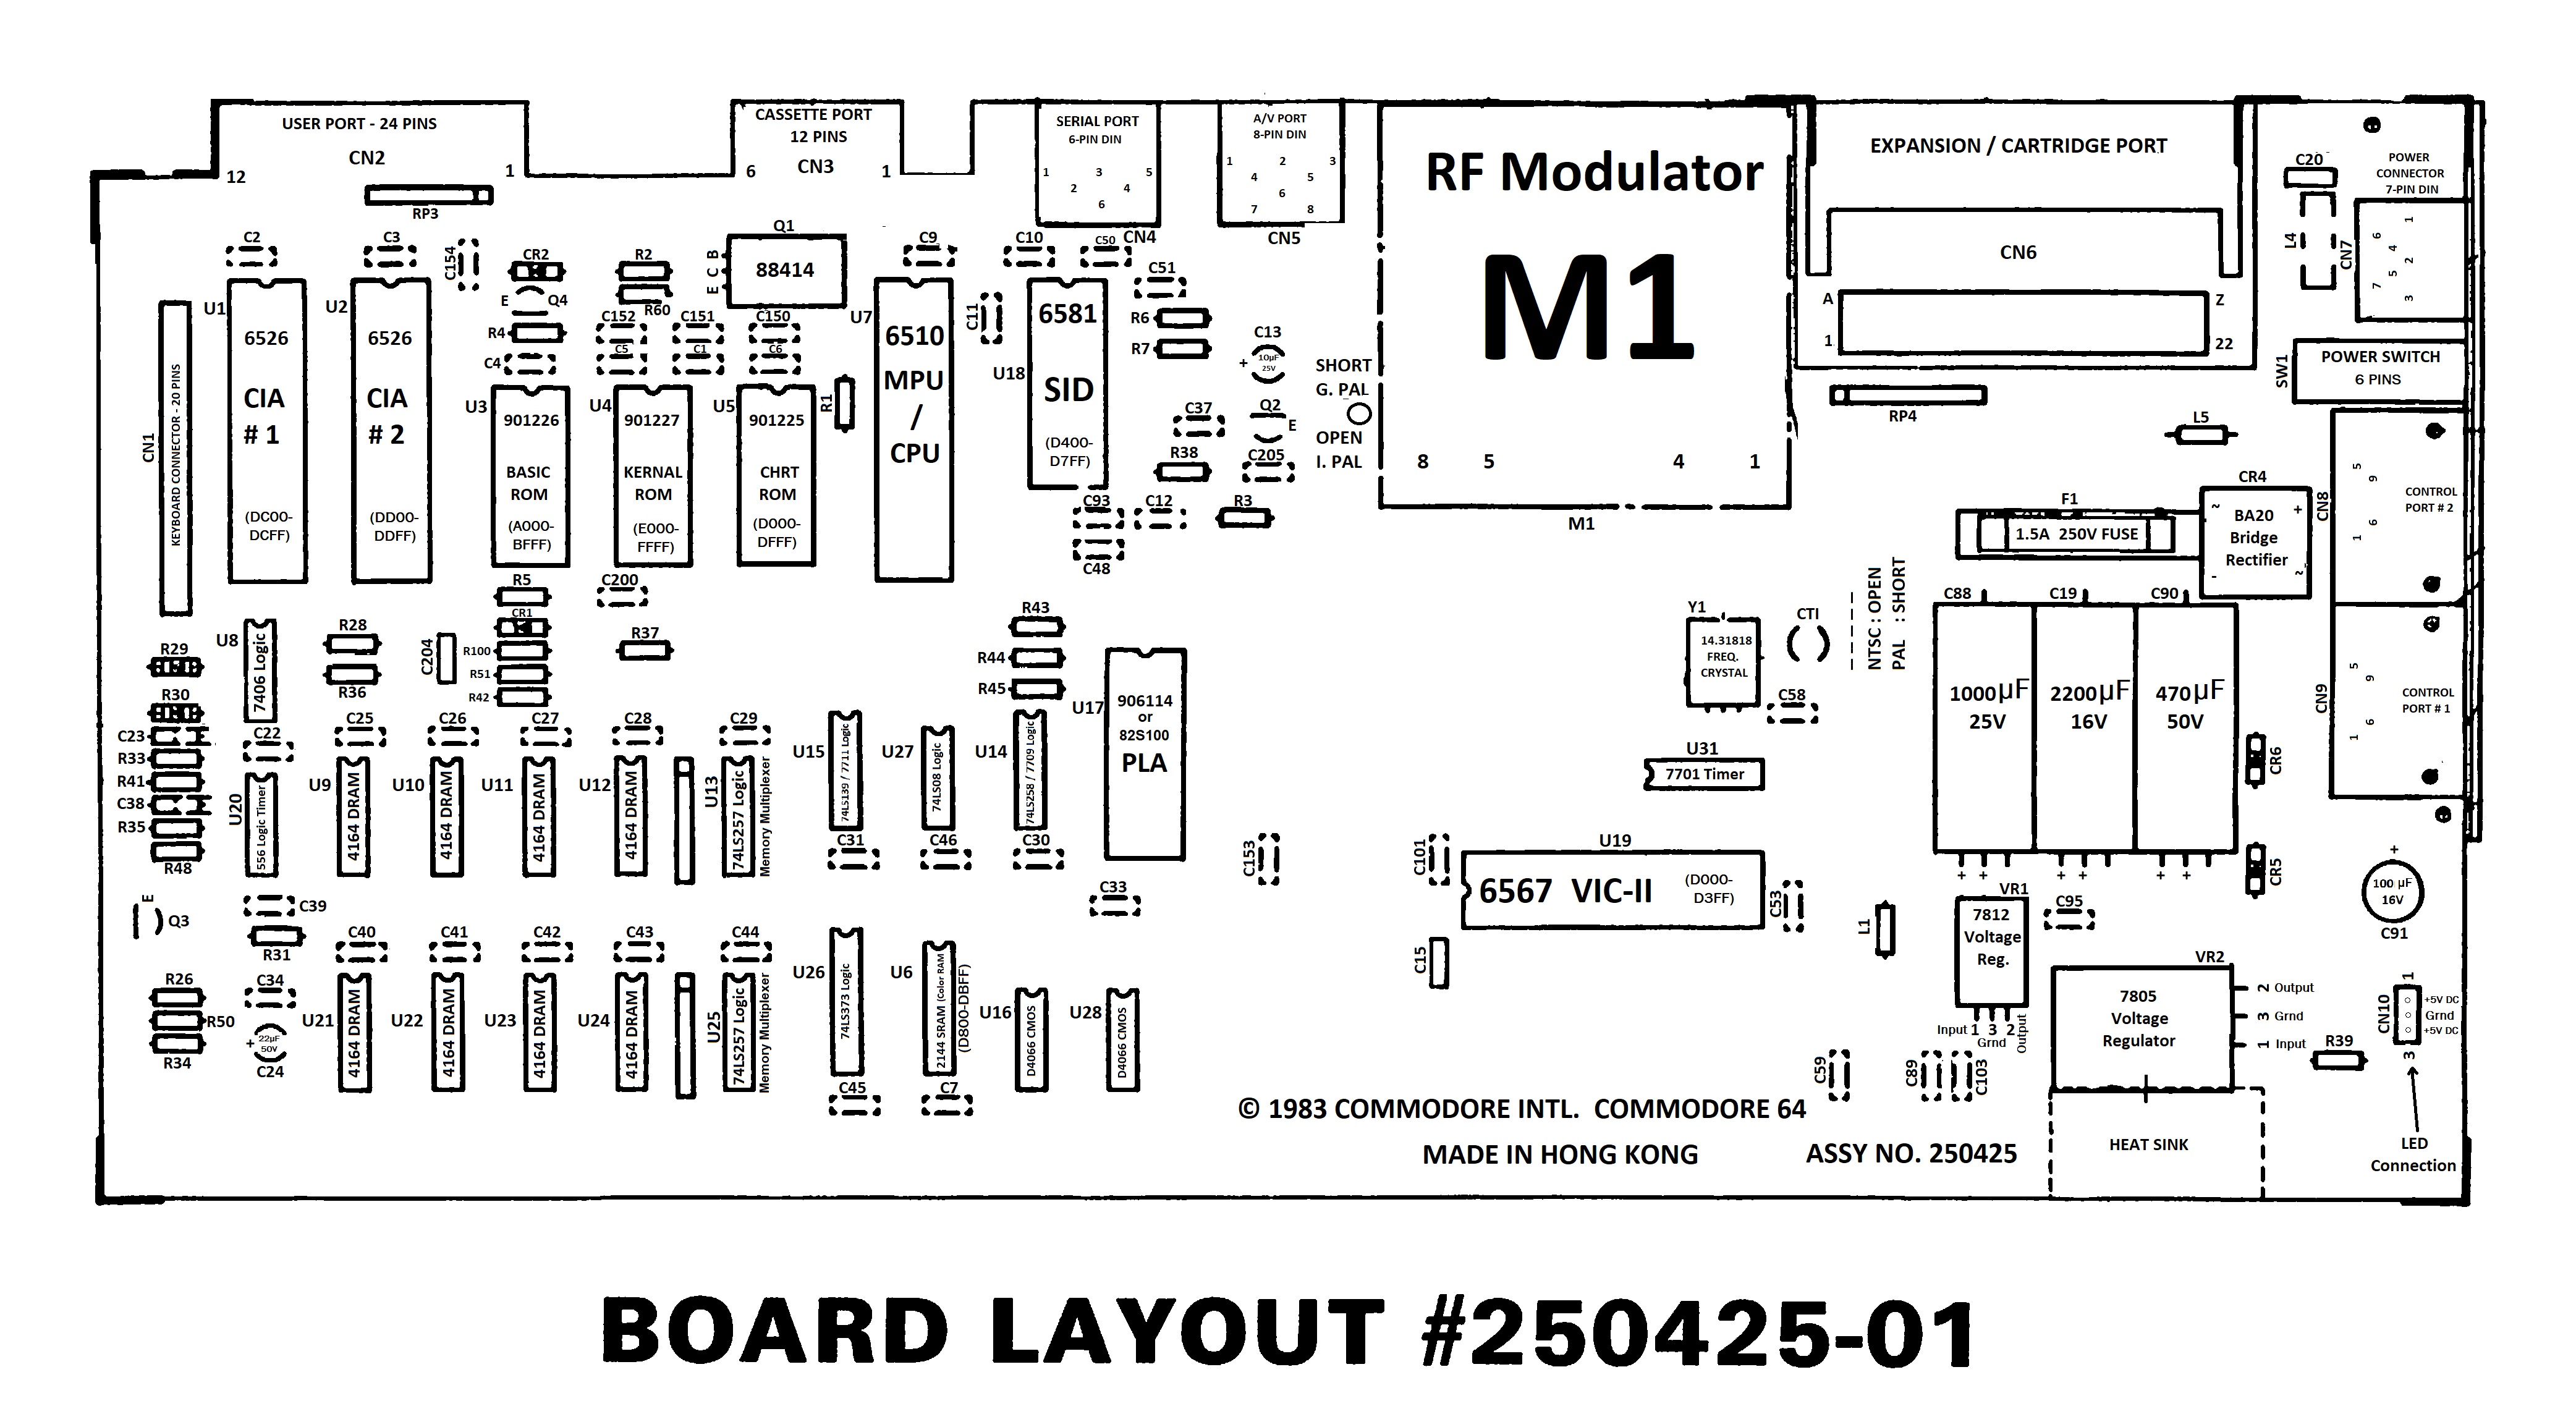 USER PORT - 24 PINS
CN2
12
1
RP3
CASSETTE PORT
12 PINS
CN3
6
1
SERIAL PORT
6-PIN DIN
1 3 5
2 4
6
CN4
A/V PORT
8-PIN DIN
1 2 3
4 5
6
7 8
CN5
RF Modulator
M1
8 5 4 1
M1
EXPANSION / CARTRIDGE PORT
CN6
A Z
1 22
RP4
C20
L4
POWER
CONNECTOR
7-PIN DIN
CN7
1
6
4
2
5
7
3
SW1
POWER SWITCH
6 PINS
L5
C2
C3
C154
CR2
E Q4
R4
C4
R2
R60
Q1
88414
B
C
E
C152
C151
C150
C5
C1
C6
C9
C10
C50
C51
C11
R6
R7
C13
+ 10µF
25V
SHORT
G. PAL
OPEN
I. PAL
C37
Q2
E
R38
C205
C93
C12
R3
C48
CN1
KEYBOARD CONNECTOR - 20 PINS
U1
6526
CIA
# 1
(DC00-
DCFF)
U2
6526
CIA
# 2
(DD00-
DDFF)
U3
901226
BASIC
ROM
(A000-
BFFF)
U4
901227
KERNAL
ROM
(E000-
FFFF)
U5
901225
CHRT
ROM
(D000-
DFFF)
R1
U7
6510
MPU
/
CPU
U18
6581
SID
(D400-
D7FF)
F1
1.5A 250V FUSE
CR4
~ +
BA20
Bridge
Rectifier
- ~
CN8
5
9
6
1
CONTROL
PORT # 2
CN9
5
9
6
1
CONTROL
PORT # 1
R5
C200
CR1
R100
R51
R42
R37
R28
R36
C204
U8
7406 Logic
R29
R30
C23
R33
R41
C38
R35
R48
C22
U20
556 Logic Timer
C25
C26
C27
C28
C29
U9
4164 DRAM
U10
4164 DRAM
U11
4164 DRAM
U12
4164 DRAM
U13
74LS257 Logic
Memory Multiplexer
U15
74LS139 / 7711 Logic
U27
74LS08 Logic
U14
74LS258 / 7709 Logic
C31
C46
C30
R43
R44
R45
U17
906114
or
82S100
PLA
C33
C153
Y1
14.31818
FREQ.
CRYSTAL
CTI
NTSC : OPEN
PAL : SHORT
C58
U31
7701 Timer
C101
U19
6567 VIC-II
(D000-
D3FF)
C53
C15
C88
1000µF
25V
+ +
C19
2200µF
16V
+ +
C90
470µF
50V
+ +
CR6
CR5
+
100 µF
16V
C91
Q3
E
C39
R31
R26
R50
R34
C34
+ 22µF
50V
C24
C40
C41
C42
C43
C44
U21
4164 DRAM
U22
4164 DRAM
U23
4164 DRAM
U24
4164 DRAM
U25
74LS257 Logic
Memory Multiplexer
U26
74LS373 Logic
C45
U6
2144 SRAM (Color RAM)
(D800-DBFF)
C7
U16
D4066 CMOS
U28
D4066 CMOS
L1
VR1
7812
Voltage
Reg.
Input 1 3 2
Grnd
Output
C95
VR2
7805
Voltage
Regulator
2 Output
3 Grnd
1 Input
C59
C89
C103
R39
CN10
1
+5V DC
Grnd
+5V DC
3
LED
Connection
HEAT SINK
© 1983 COMMODORE INTL. COMMODORE 64
MADE IN HONG KONG
ASSY NO. 250425
BOARD LAYOUT #250425-01